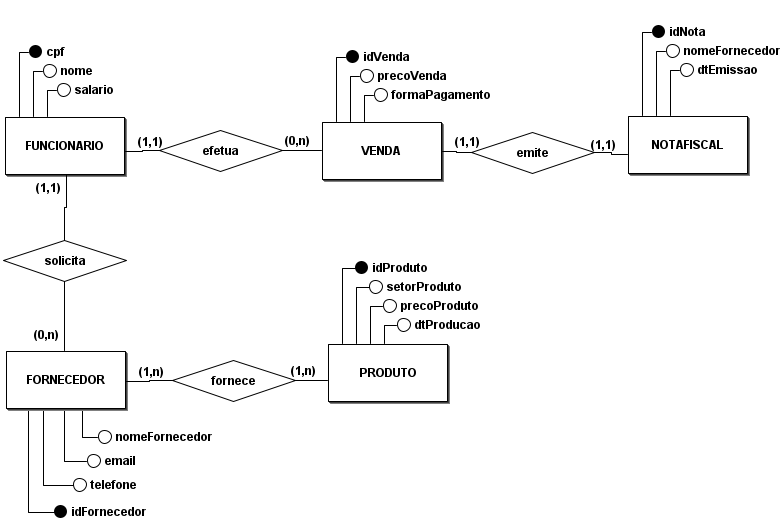 cpf
nome
salario
FUNCIONARIO
(1,1)
efetua
(0,n)
idVenda
precoVenda
formaPagamento
VENDA
(1,1)
emite
(1,1)
idNota
nomeFornecedor
dtEmissao
NOTAFISCAL
(1,1)
solicita
(0,n)
FORNECEDOR
(1,n)
fornece
(1,n)
idProduto
setorProduto
precoProduto
dtProducao
PRODUTO
nomeFornecedor
email
telefone
idFornecedor